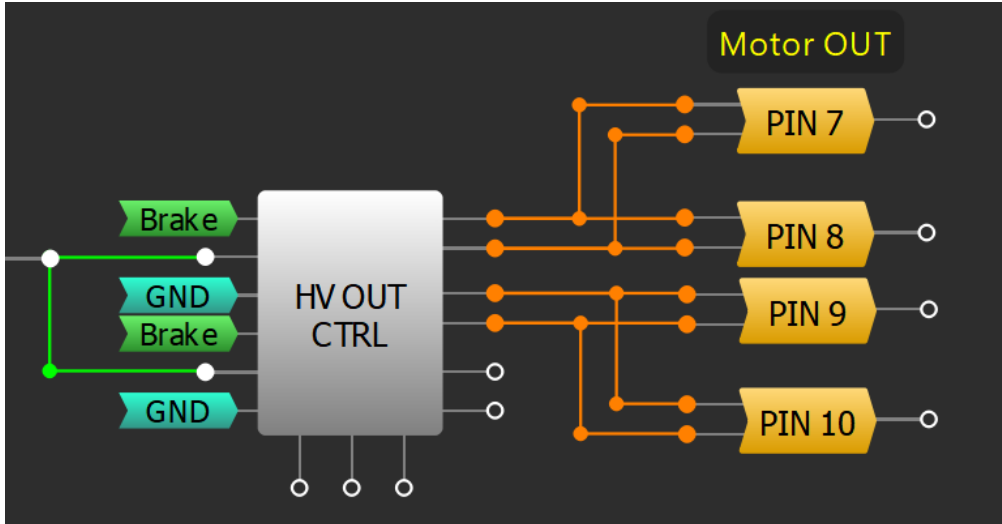 Motor OUT
PIN 7
Brake
PIN 8
GND
HV OUT
CTRL
PIN 9
Brake
GND
PIN 10